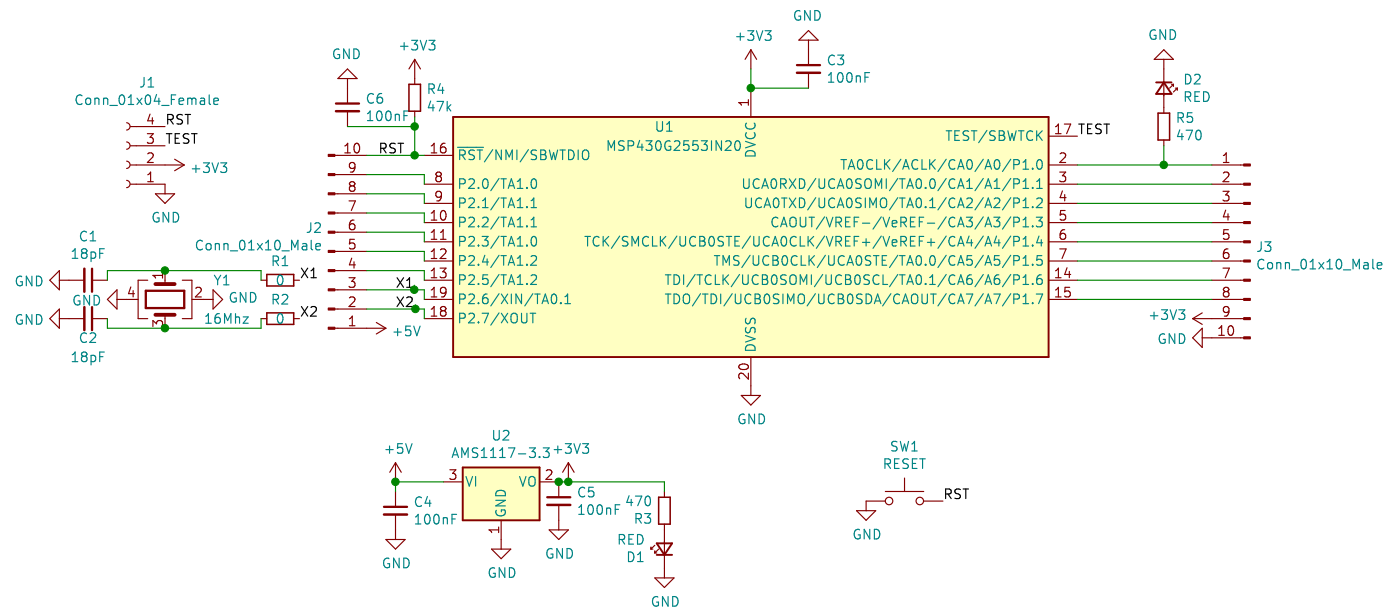 GND
+3V3
C3
100nF
GND
D2
RED
R5
470
GND
+3V3
C6
100nF
R4
47k
J1
Conn_01x04_Female
4 RST
3 TEST
2 +3V3
1
GND
1
U1
MSP430G2553IN20
DVCC
TEST/SBWTCK 17 TEST
10 RST 16 RST/NMI/SBWTDIO
TA0CLK/ACLK/CA0/A0/P1.0 2 1
9 8 P2.0/TA1.0
UCA0RXD/UCA0SOMI/TA0.0/CA1/A1/P1.1 3 2
8 9 P2.1/TA1.1
UCA0TXD/UCA0SIMO/TA0.1/CA2/A2/P1.2 4 3
7 10 P2.2/TA1.1
CAOUT/VREF-/VeREF-/CA3/A3/P1.3 5 4
6 11 P2.3/TA1.0
TCK/SMCLK/UCB0STE/UCA0CLK/VREF+/VeREF+/CA4/A4/P1.4 6 5
5 12 P2.4/TA1.2
TMS/UCB0CLK/UCA0STE/TA0.0/CA5/A5/P1.5 7 6
4 13 P2.5/TA1.2
TDI/TCLK/UCB0SOMI/UCB0SCL/TA0.1/CA6/A6/P1.6 14 7
3 X1 19 P2.6/XIN/TA0.1
TDO/TDI/UCB0SIMO/UCB0SDA/CAOUT/CA7/A7/P1.7 15 8
2 X2 18 P2.7/XOUT
1 +5V
+3V3 9
GND 10
J2
Conn_01x10_Male
J3
Conn_01x10_Male
C1
18pF
GND
R1
0
X1
Y1
1
GND 4
2 GND
3
16Mhz
R2
0
X2
GND
C2
18pF
DVSS
20
GND
+5V
U2
AMS1117-3.3
+3V3
3 VI
VO 2
GND
1
GND
C4
100nF
GND
C5
100nF
GND
470
R3
RED
D1
GND
SW1
RESET
RST
GND